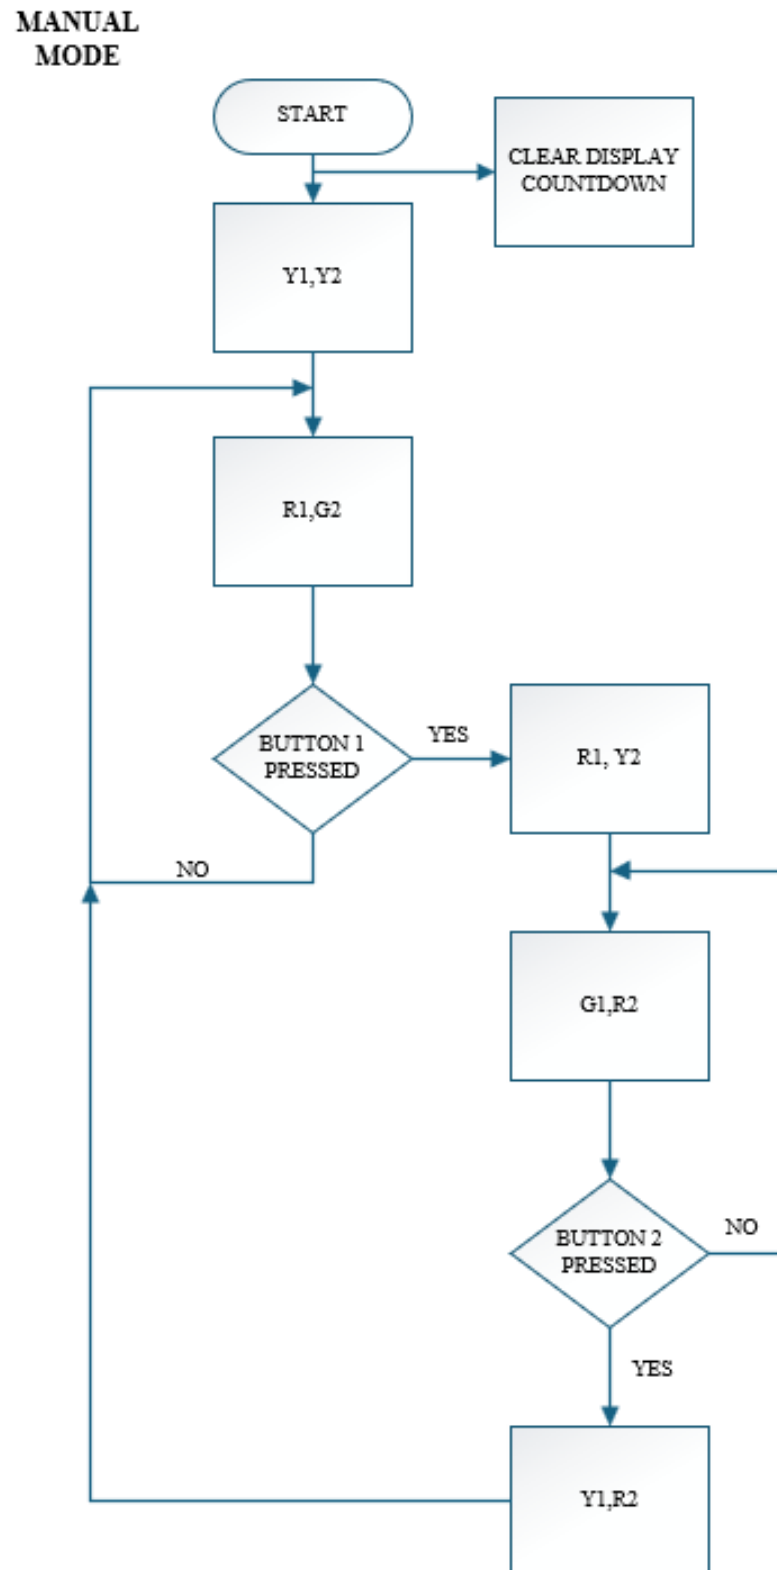 MANUAL
MODE
START
CLEAR DISPLAY
COUNTDOWN
Y1,Y2
R1,G2
BUTTON 1
PRESSED
YES
R1, Y2
NO
G1,R2
BUTTON 2
PRESSED
NO
YES
Y1,R2